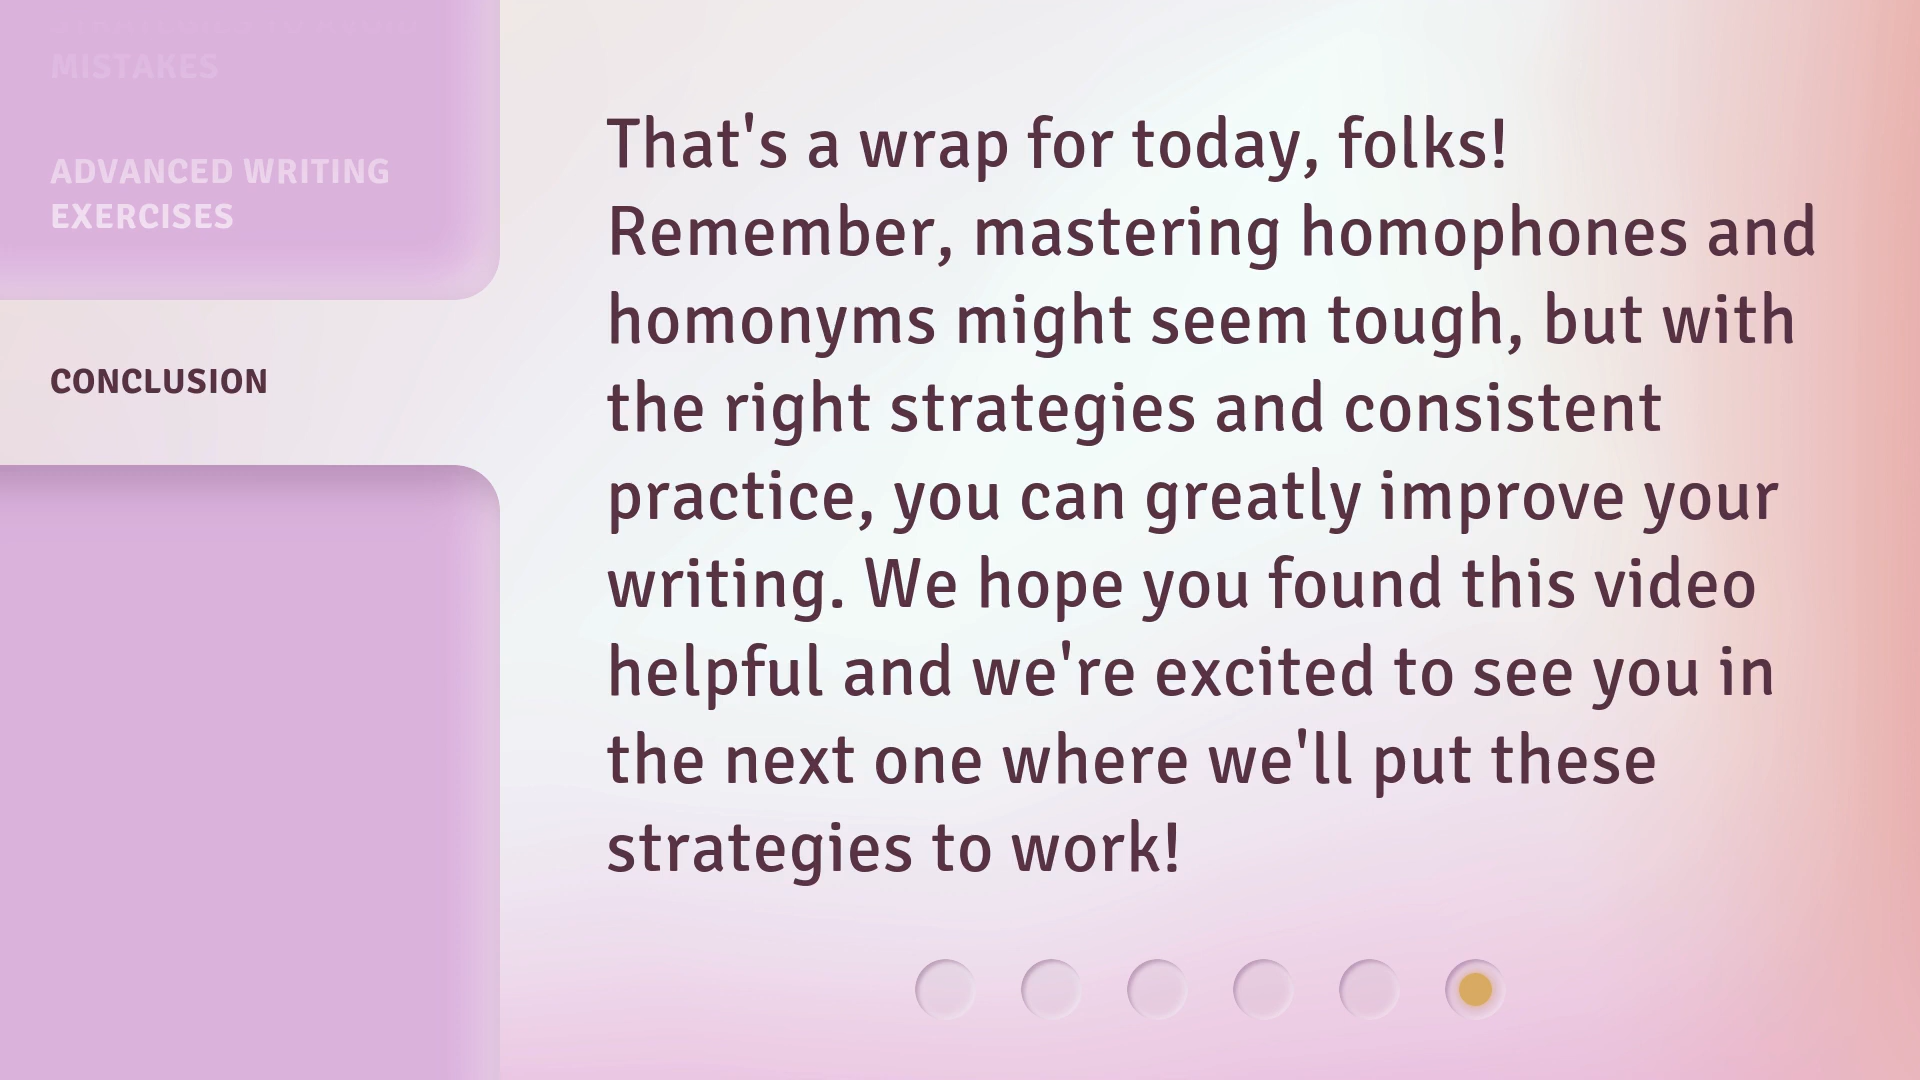 MISTAKES
ADVANCED WRITING
EXERCISES
CONCLUSION
That's a wrap for today, folks!
Remember, mastering homophones and
homonyms might seem tough, but with
the right strategies and consistent
practice, you can greatly improve your
writing. We hope you found this video
helpful and we're excited to see you in
the next one where we'll put these
strategies to work!